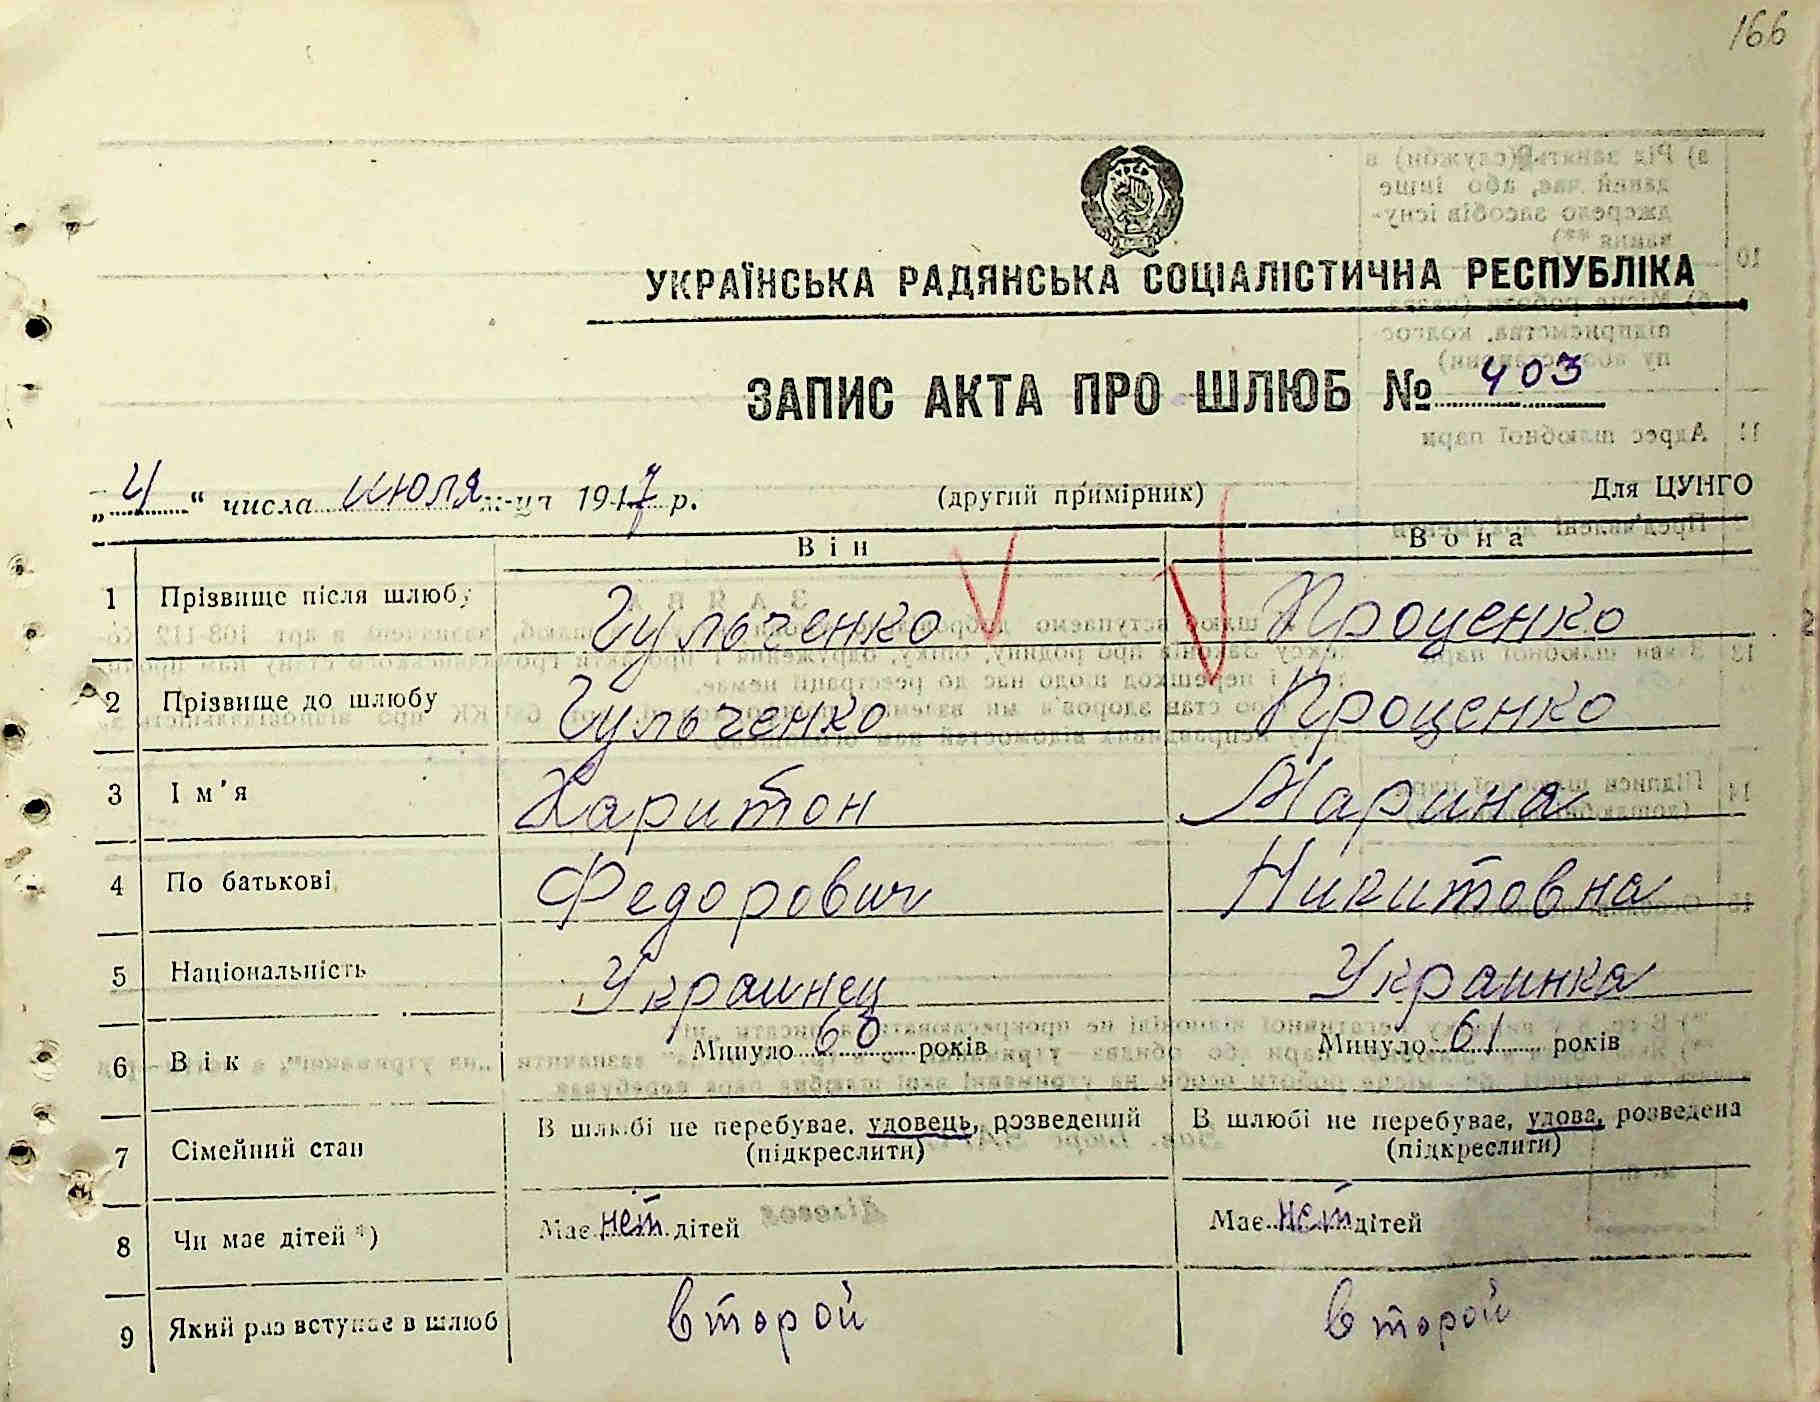 166
УКРАЇНСЬКА РАДЯНСЬКА СОЦІАЛІСТИЧНА РЕСПУБЛІКА
ЗАПИС АКТА ПРО ШЛЮБ № 403
„4“ числа июля м-ця 1947 р. (другий примірник) Для ЦУНГО
Він Вона
1 Прізвище після шлюбу Гульченко Проценко
2 Прізвище до шлюбу Гульченко Проценко
3 Ім'я Харитон Марина
4 По батькові Федорович Никитовна
5 Національність Украинец Украинка
6 Вік Минуло 60 років Минуло 61 років
7 Сімейний стан В шлюбі не перебуває, удовець, розведений (підкреслити) В шлюбі не перебуває, удова, розведена (підкреслити)
8 Чи має дітей *) Має нет дітей Має нет дітей
9 Який раз вступає в шлюб второй второй